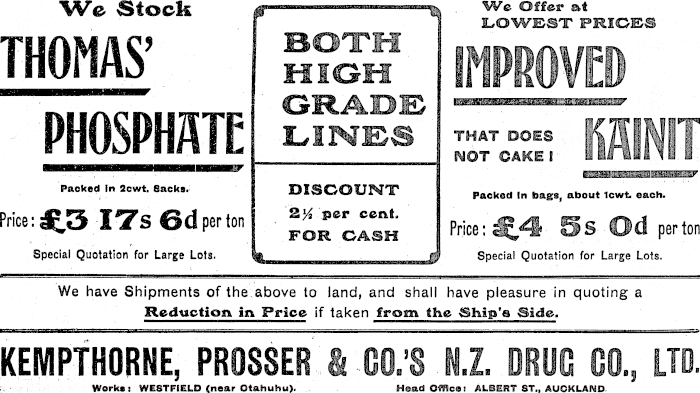 We Stock
THOMAS'
PHOSPHATE
Packed in 2cwt. Sacks.
Price: £3 17s 6d per ton
Special Quotation for Large Lots.
BOTH
HIGH
GRADE
LINES
DISCOUNT
2½ per cent.
FOR CASH
We Offer at
LOWEST PRICES
IMPROVED
THAT DOES
NOT CAKE!
KAINIT
Packed in bags, about 1cwt. each.
Price: £4 5s 0d per ton
Special Quotation for Large Lots.
We have Shipments of the above to land, and shall have pleasure in quoting a
Reduction in Price if taken from the Ship's Side.
KEMPTHORNE, PROSSER & CO.'S N.Z. DRUG CO., LTD.
Works: WESTFIELD (near Otahuhu). Head Office: ALBERT ST., AUCKLAND